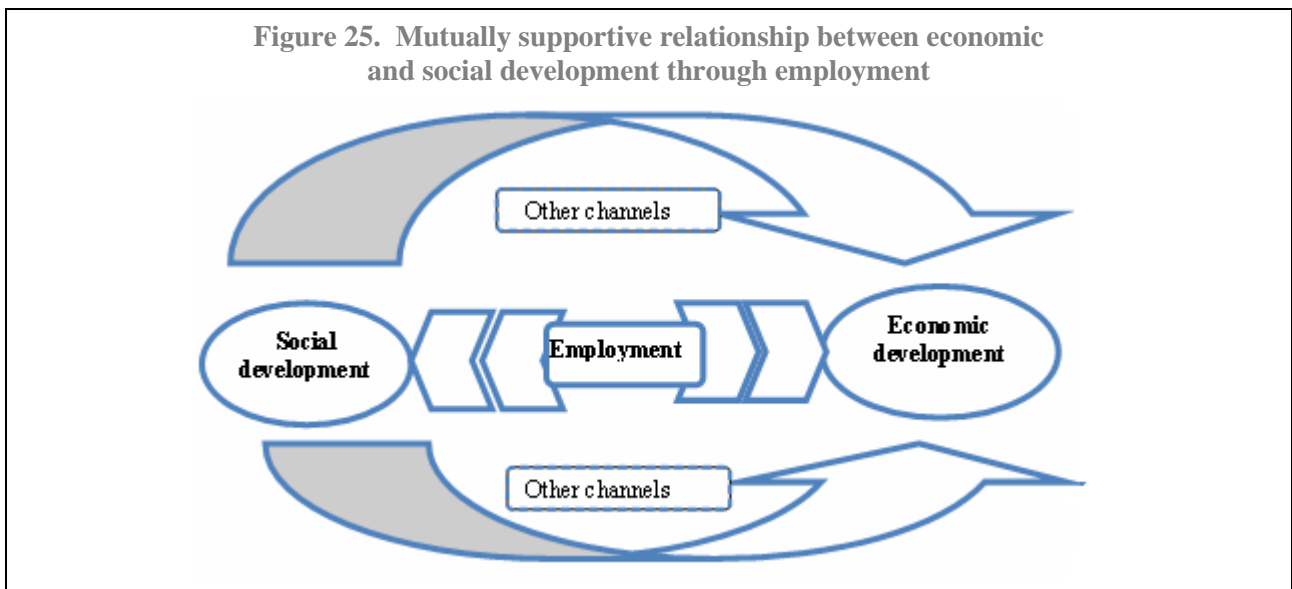 Figure 25. Mutually supportive relationship between economic
and social development through employment
Other channels
Social
development
Employment
Economic
development
Other channels